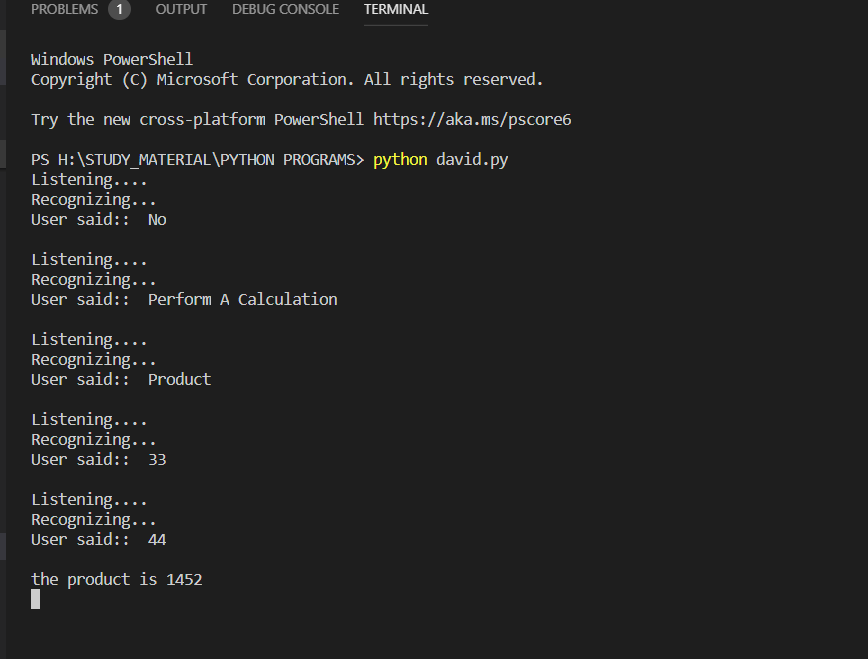 PROBLEMS 1 OUTPUT DEBUG CONSOLE TERMINAL
Windows PowerShell
Copyright (C) Microsoft Corporation. All rights reserved.
Try the new cross-platform PowerShell https://aka.ms/pscore6
PS H:\STUDY_MATERIAL\PYTHON PROGRAMS> python david.py
Listening....
Recognizing...
User said::  No
Listening....
Recognizing...
User said::  Perform A Calculation
Listening....
Recognizing...
User said::  Product
Listening....
Recognizing...
User said::  33
Listening....
Recognizing...
User said::  44
the product is 1452